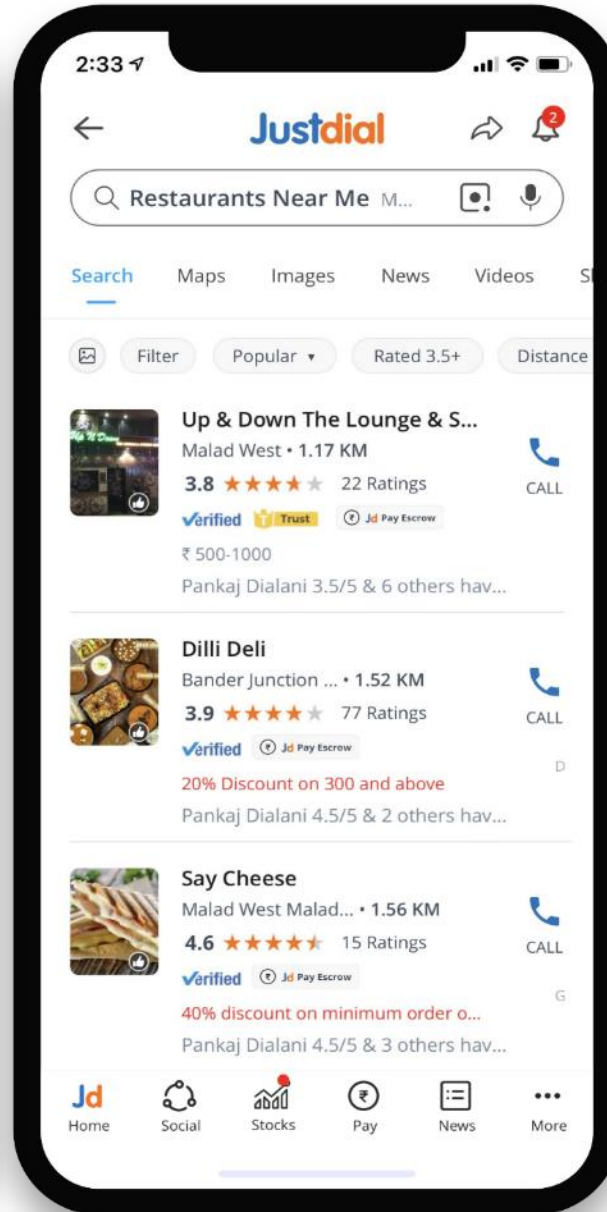 2:33
Justdial
2
Restaurants Near Me M...
Search Maps Images News Videos
Filter Popular ▾ Rated 3.5+ Distance
Up & Down The Lounge & S...
Malad West • 1.17 KM
3.8 ★★★★★ 22 Ratings
CALL
Verified T Trust ₹ Jd Pay Escrow
₹ 500-1000
Pankaj Dialani 3.5/5 & 6 others hav...
Dilli Deli
Bander Junction ... • 1.52 KM
3.9 ★★★★★ 77 Ratings
CALL
Verified ₹ Jd Pay Escrow
D
20% Discount on 300 and above
Pankaj Dialani 4.5/5 & 2 others hav...
Say Cheese
Malad West Malad... • 1.56 KM
4.6 ★★★★★ 15 Ratings
CALL
Verified ₹ Jd Pay Escrow
G
40% discount on minimum order o...
Pankaj Dialani 4.5/5 & 3 others hav...
Jd ₹
Home Social Stocks Pay News More